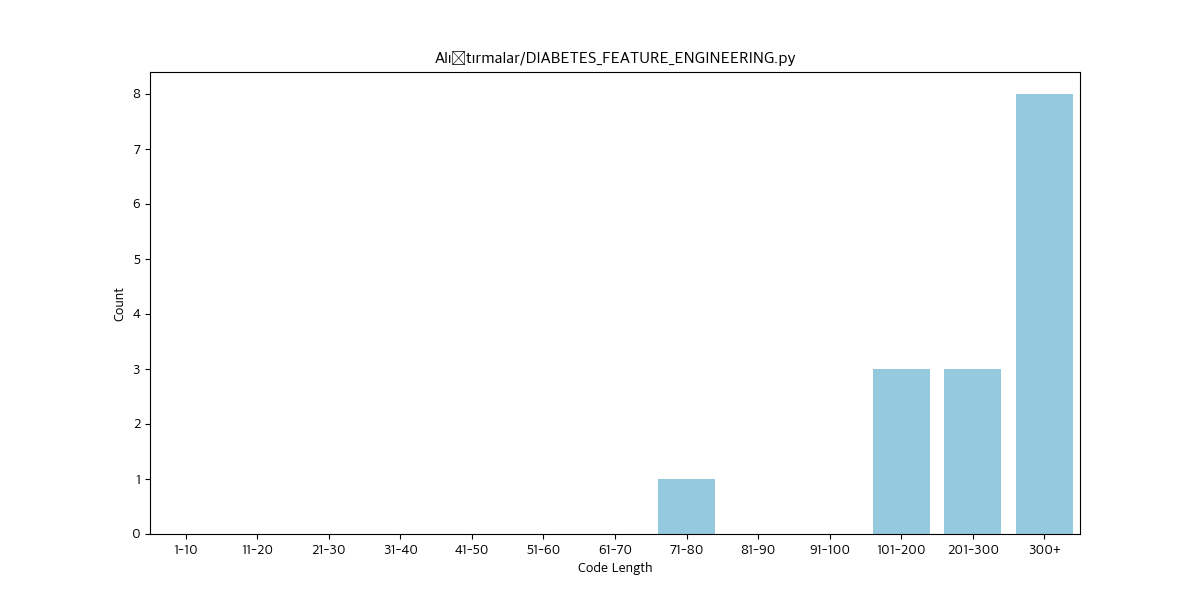 Alı☒tırmalar/DIABETES_FEATURE_ENGINEERING.py
8
7
6
5
4
3
2
1
0
Count
1-10 11-20 21-30 31-40 41-50 51-60 61-70 71-80 81-90 91-100 101-200 201-300 300+
Code Length